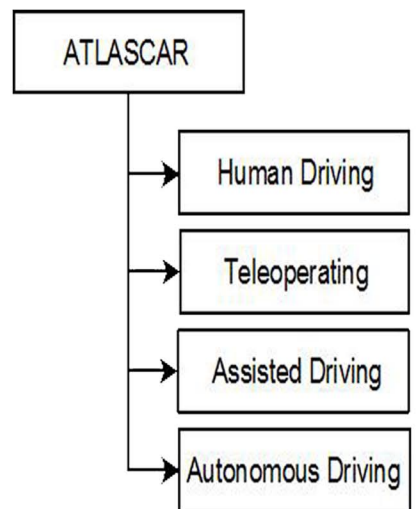 ATLASCAR
Human Driving
Teleoperating
Assisted Driving
Autonomous Driving